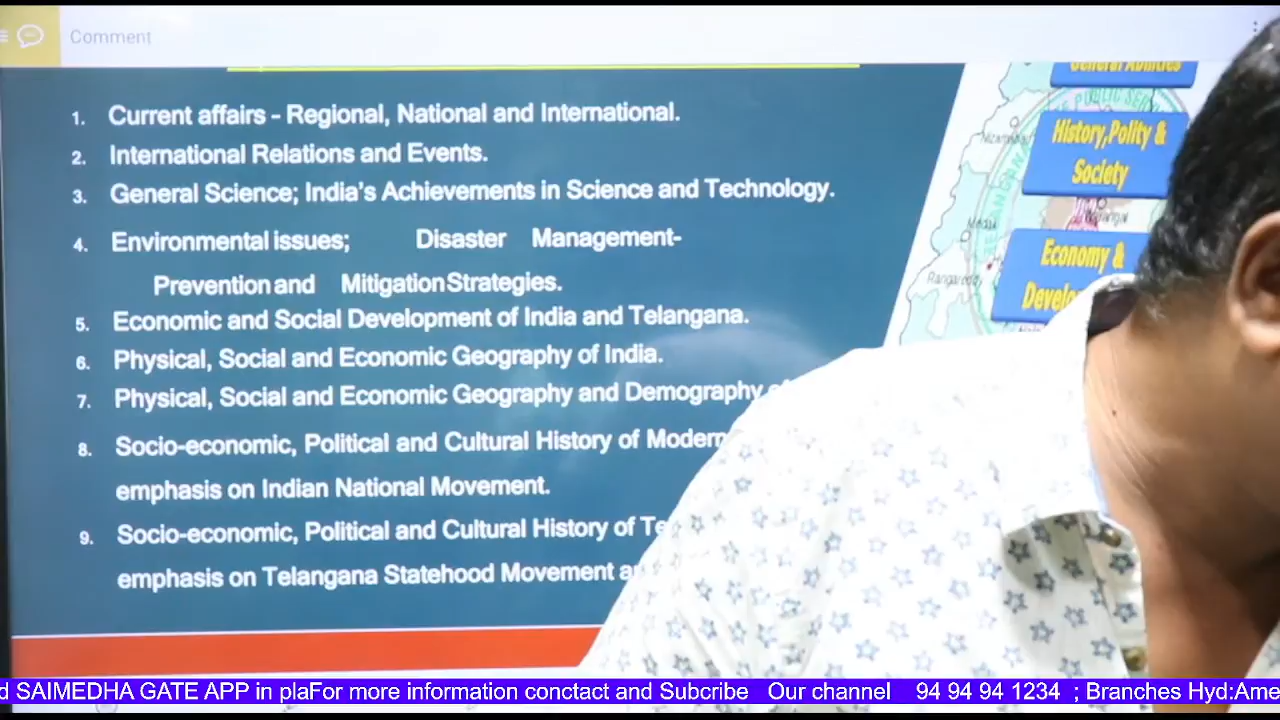 Comment
1. Current affairs - Regional, National and International.
2. International Relations and Events.
3. General Science; India's Achievements in Science and Technology.
4. Environmental issues; Disaster Management-
Prevention and Mitigation Strategies.
5. Economic and Social Development of India and Telangana.
6. Physical, Social and Economic Geography of India.
7. Physical, Social and Economic Geography and Demography
8. Socio-economic, Political and Cultural History of Modern
emphasis on Indian National Movement.
9. Socio-economic, Political and Cultural History of
emphasis on Telangana Statehood Movement
General Abilities
History,Polity &
Society
Economy &
Medak
Rangareddy
SAIMEDHA GATE APP in plaFor more information conctact and Subcribe Our channel 94 94 94 1234 ; Branches Hyd:Ame